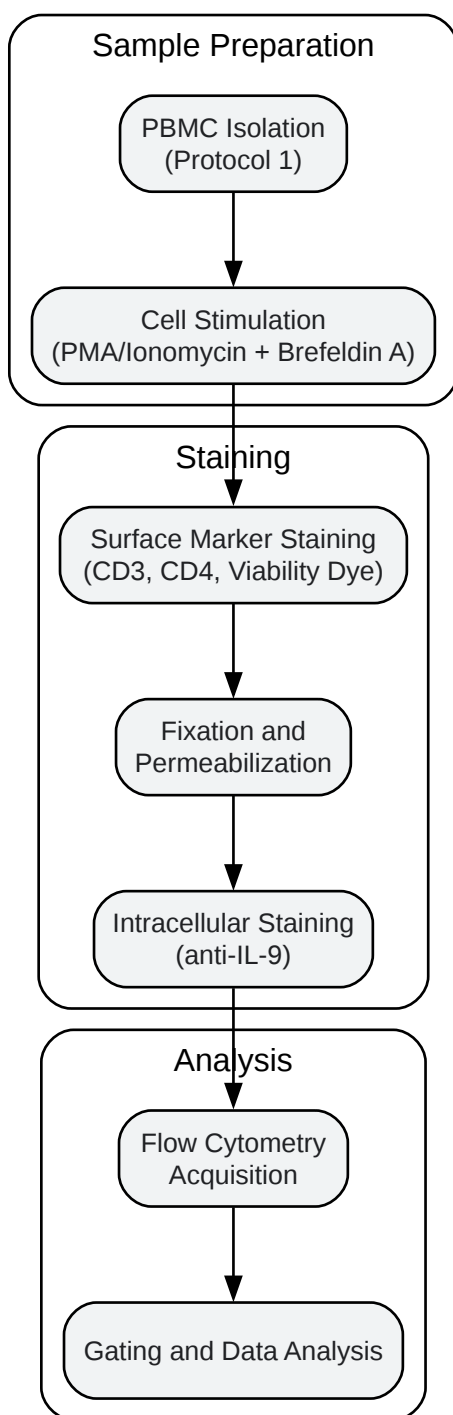 Sample Preparation
PBMC Isolation
(Protocol 1)
Cell Stimulation
(PMA/Ionomycin + Brefeldin A)
Staining
Surface Marker Staining
(CD3, CD4, Viability Dye)
Fixation and
Permeabilization
Intracellular Staining
(anti-IL-9)
Analysis
Flow Cytometry
Acquisition
Gating and Data Analysis